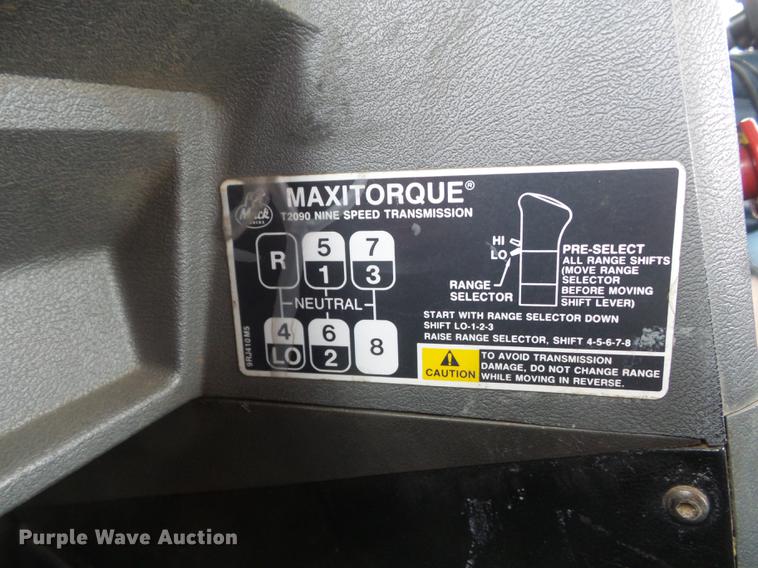 Mack
MAXITORQUE®
T2090 NINE SPEED TRANSMISSION
R
5
1
7
3
NEUTRAL
4
LO
6
2
8
9RJ410M5
HI
LO
RANGE
SELECTOR
PRE-SELECT
ALL RANGE SHIFTS
(MOVE RANGE
SELECTOR
BEFORE MOVING
SHIFT LEVER)
START WITH RANGE SELECTOR DOWN
SHIFT LO-1-2-3
RAISE RANGE SELECTOR, SHIFT 4-5-6-7-8
CAUTION
TO AVOID TRANSMISSION
DAMAGE, DO NOT CHANGE RANGE
WHILE MOVING IN REVERSE.
Purple Wave Auction